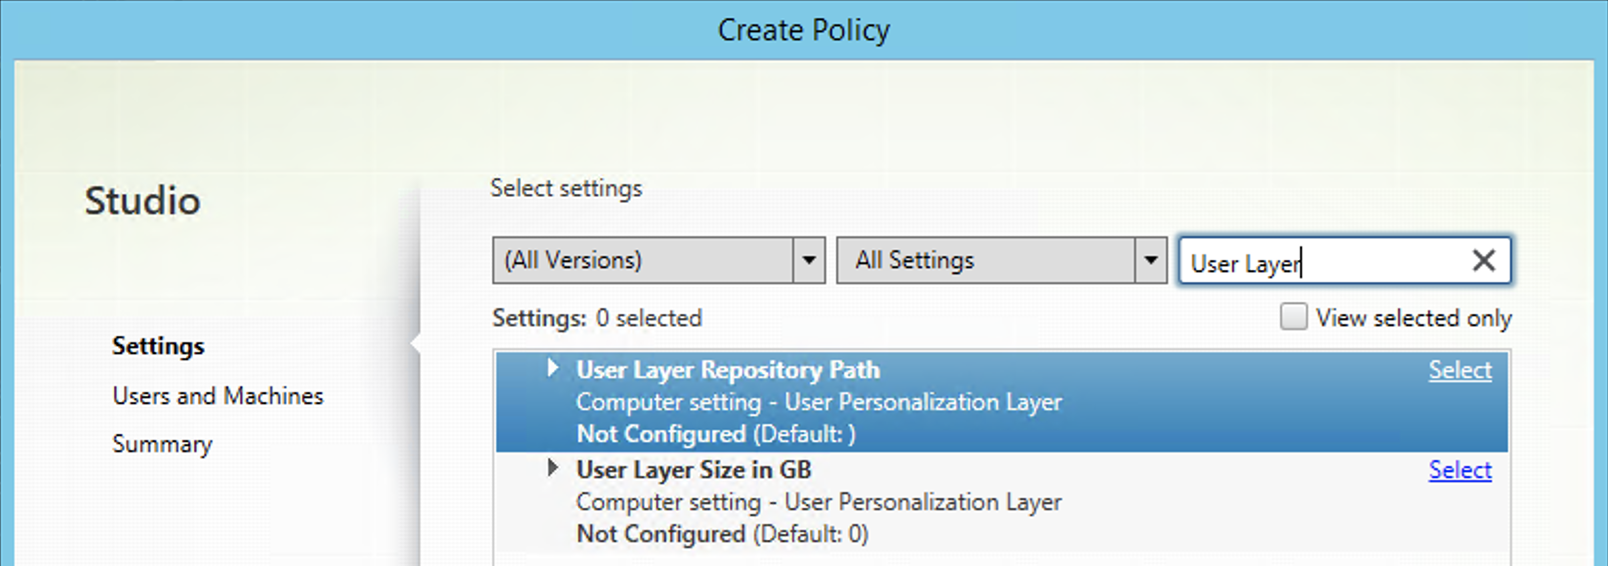 Create Policy
Studio
Select settings
(All Versions) All Settings User Layer
Settings: 0 selected View selected only
Settings
Users and Machines
Summary
User Layer Repository Path Select
Computer setting - User Personalization Layer
Not Configured (Default: )
User Layer Size in GB Select
Computer setting - User Personalization Layer
Not Configured (Default: 0)